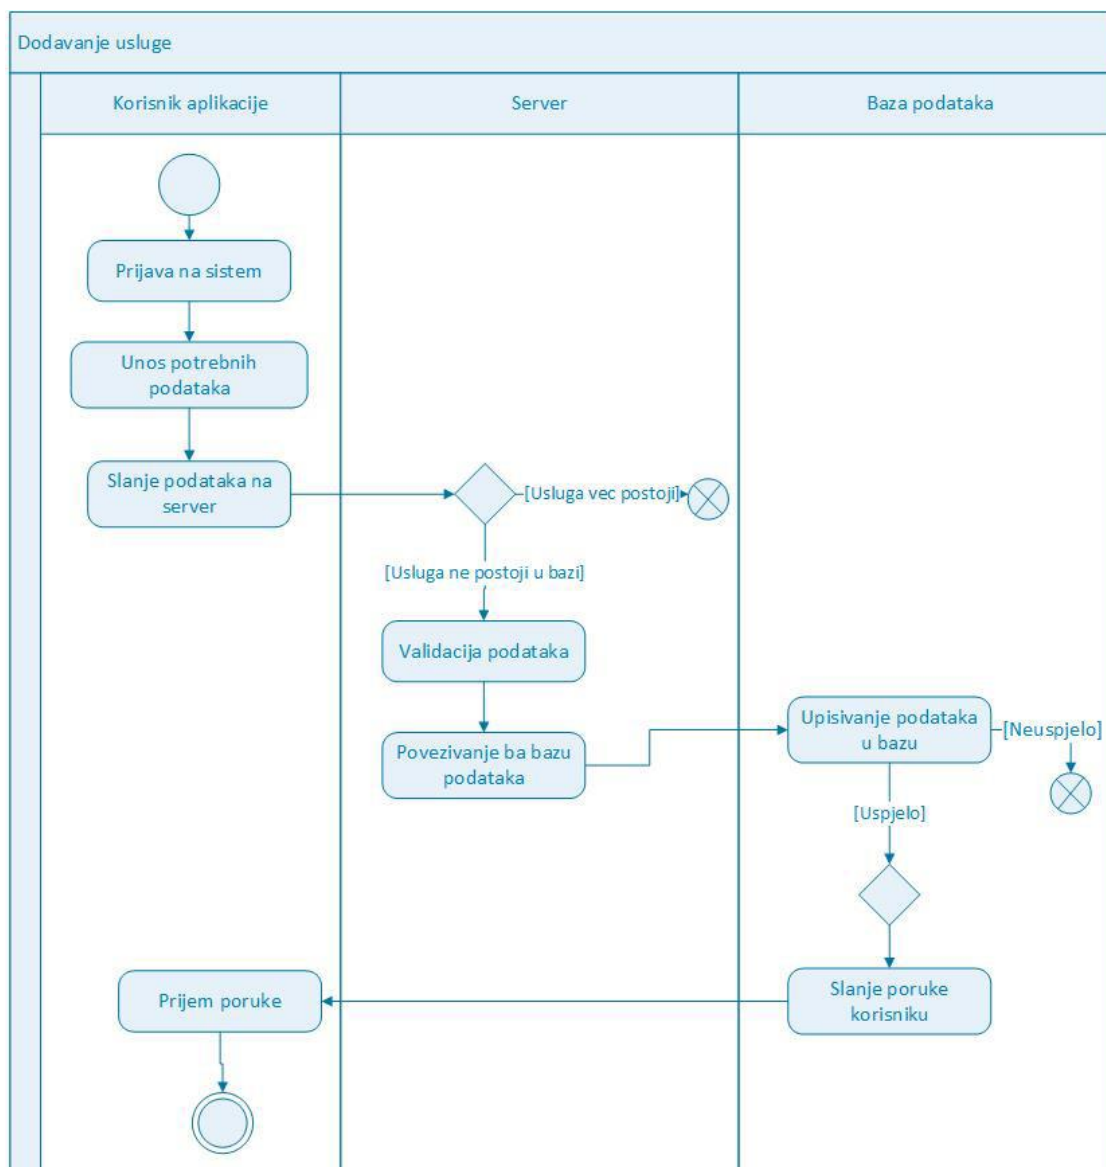 Dodavanje usluge
Korisnik aplikacije
Server
Baza podataka
Prijava na sistem
Unos potrebnih
podataka
Slanje podataka na
server
[Usluga vec postoji]
[Usluga ne postoji u bazi]
Validacija podataka
Povezivanje ba bazu
podataka
Upisivanje podataka
u bazu
[Neuspjelo]
[Uspjelo]
Slanje poruke
korisniku
Prijem poruke